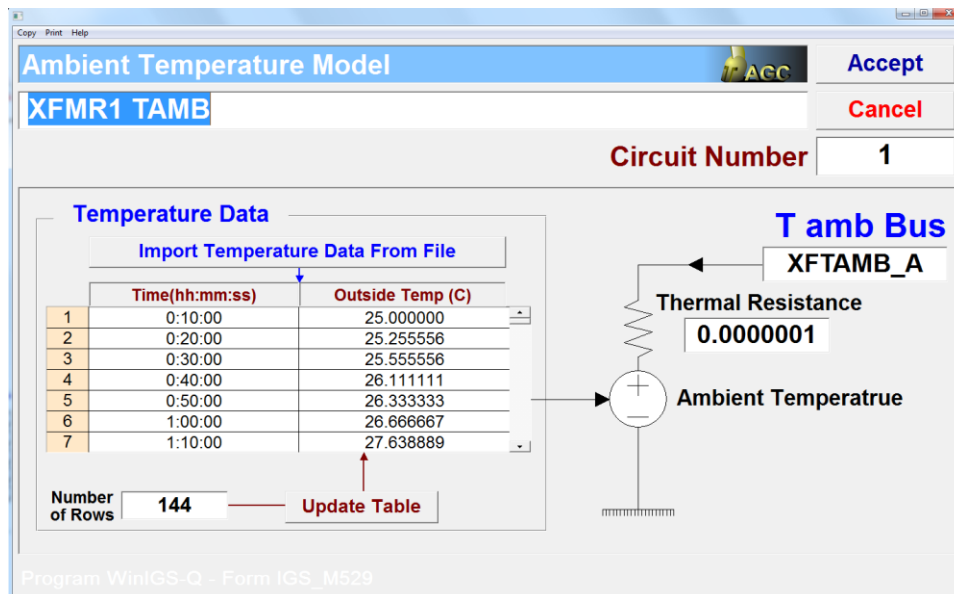 Copy Print Help
Ambient Temperature Model
AGC
Accept
XFMR1 TAMB
Cancel
Circuit Number 1
Temperature Data
Import Temperature Data From File
Time(hh:mm:ss) Outside Temp (C)
1 0:10:00 25.000000
2 0:20:00 25.255556
3 0:30:00 25.555556
4 0:40:00 26.111111
5 0:50:00 26.333333
6 1:00:00 26.666667
7 1:10:00 27.638889
Number
of Rows
144
Update Table
T amb Bus
XFTAMB_A
Thermal Resistance
0.0000001
Ambient Temperatrue
Program WinIGS-Q - Form IGS_M529